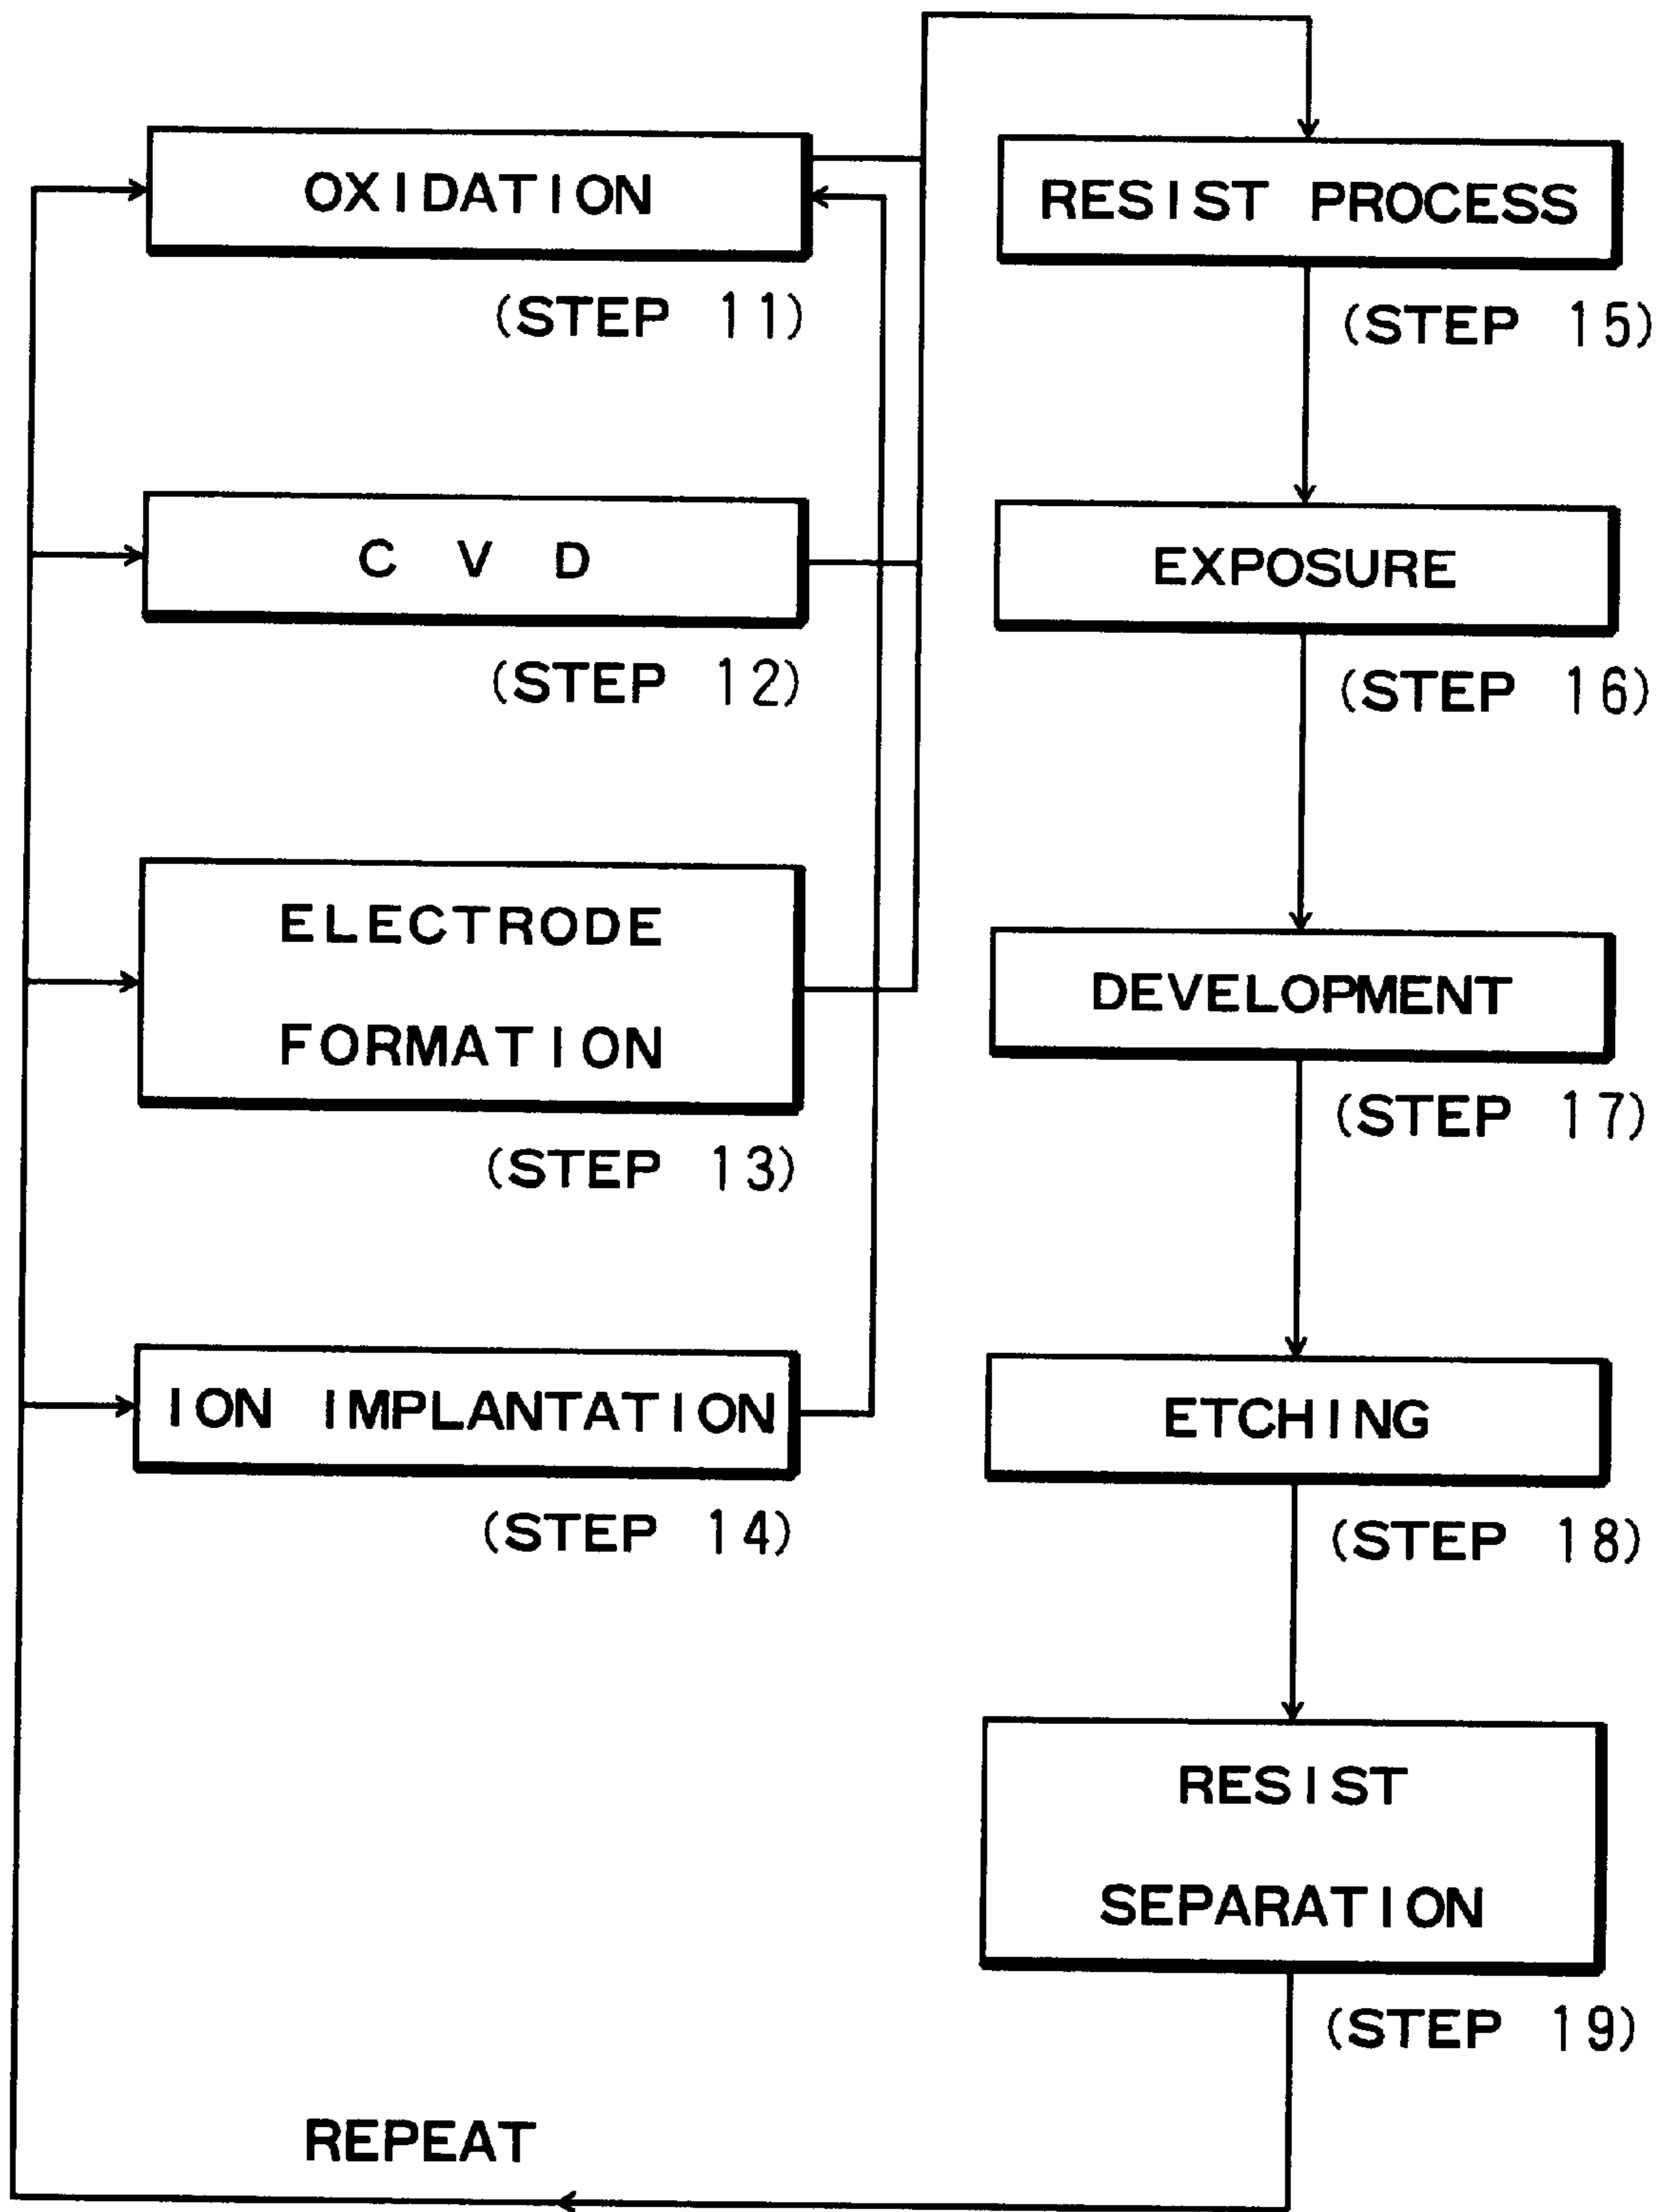 OXIDATION
(STEP 11)
C V D
(STEP 12)
ELECTRODE
FORMATION
(STEP 13)
ION IMPLANTATION
(STEP 14)
RESIST PROCESS
(STEP 15)
EXPOSURE
(STEP 16)
DEVELOPMENT
(STEP 17)
ETCHING
(STEP 18)
RESIST
SEPARATION
(STEP 19)
REPEAT